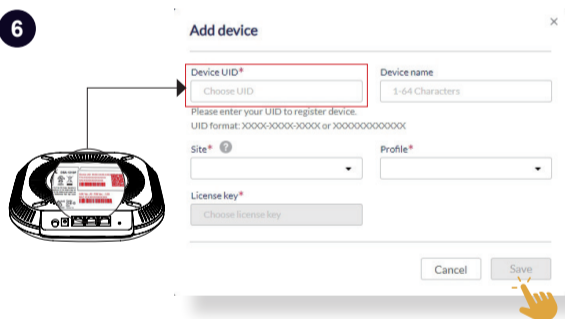 6
Add device
×
Device UID* Device name
Choose UID 1-64 Characters
Please enter your UID to register device.
UID format: XXXX-XXXX-XXXX or XXXXXXXXXXXX
Site* ? Profile*
License key*
Choose license key
Cancel Save